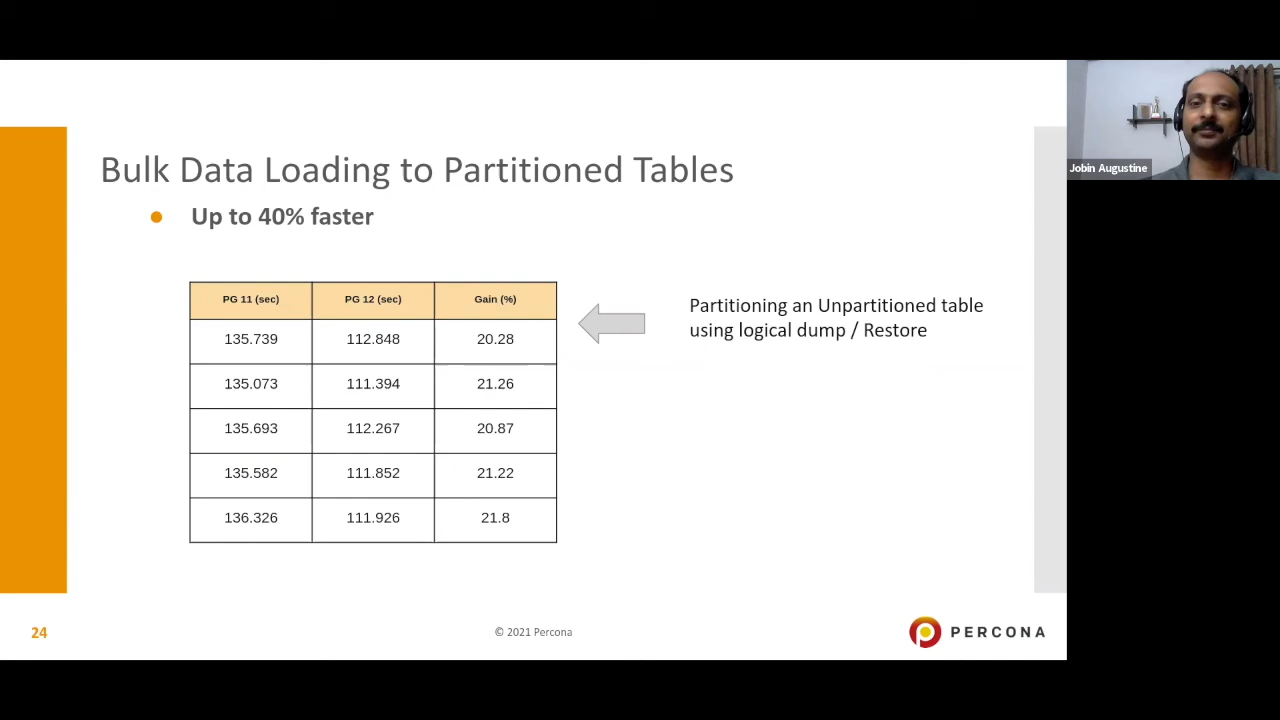 Bulk Data Loading to Partitioned Tables
Up to 40% faster
PG 11 (sec) PG 12 (sec) Gain (%)
135.739 112.848 20.28
135.073 111.394 21.26
135.693 112.267 20.87
135.582 111.852 21.22
136.326 111.926 21.8
Partitioning an Unpartitioned table
using logical dump / Restore
Jobin Augustine
24
© 2021 Percona
PERCONA